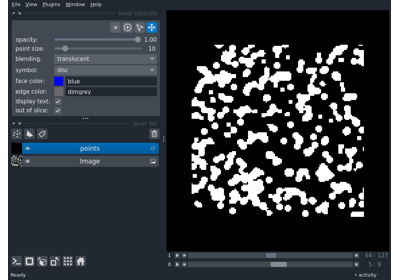 File View Plugins Window Help
layer controls
opacity: 1.00
point size: 10
blending: translucent
symbol: disc
face color: blue
edge color: dimgrey
display text:
out of slice:
layer list
points
Image
1 64 127
0 5 9
Ready activity